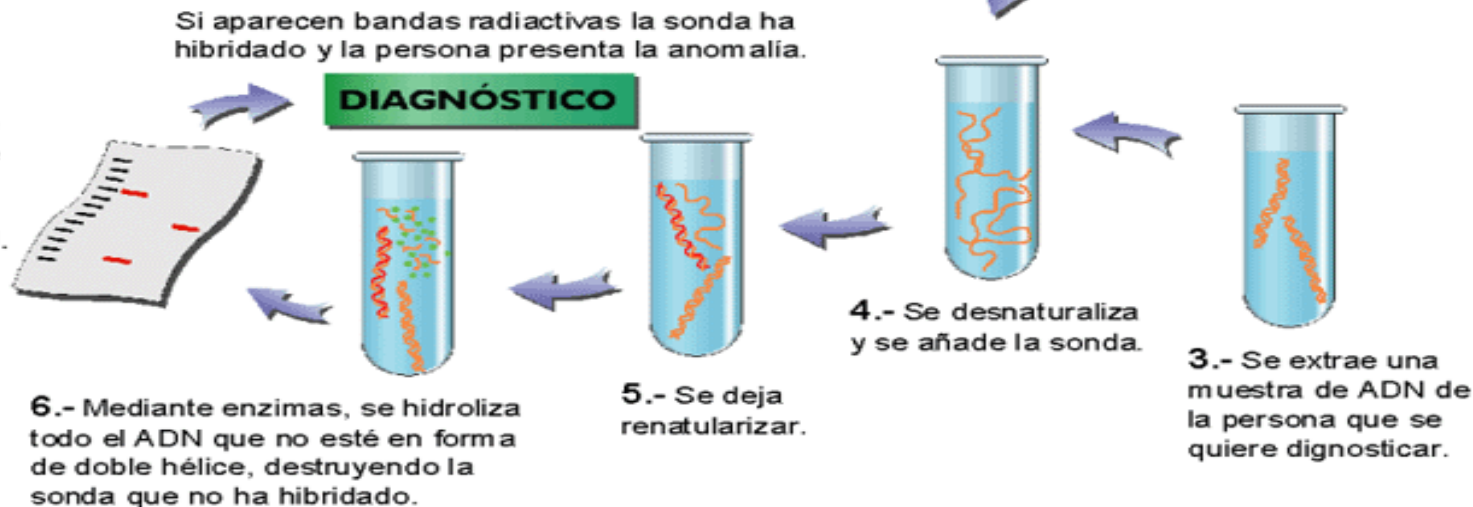 Si aparecen bandas radiactivas la sonda ha
hibridado y la persona presenta la anomalía.
DIAGNÓSTICO
3.- Se extrae una
muestra de ADN de
la persona que se
quiere dignosticar.
4.- Se desnaturaliza
y se añade la sonda.
5.- Se deja
renatularizar.
6.- Mediante enzimas, se hidroliza
todo el ADN que no esté en forma
de doble hélice, destruyendo la
sonda que no ha hibridado.